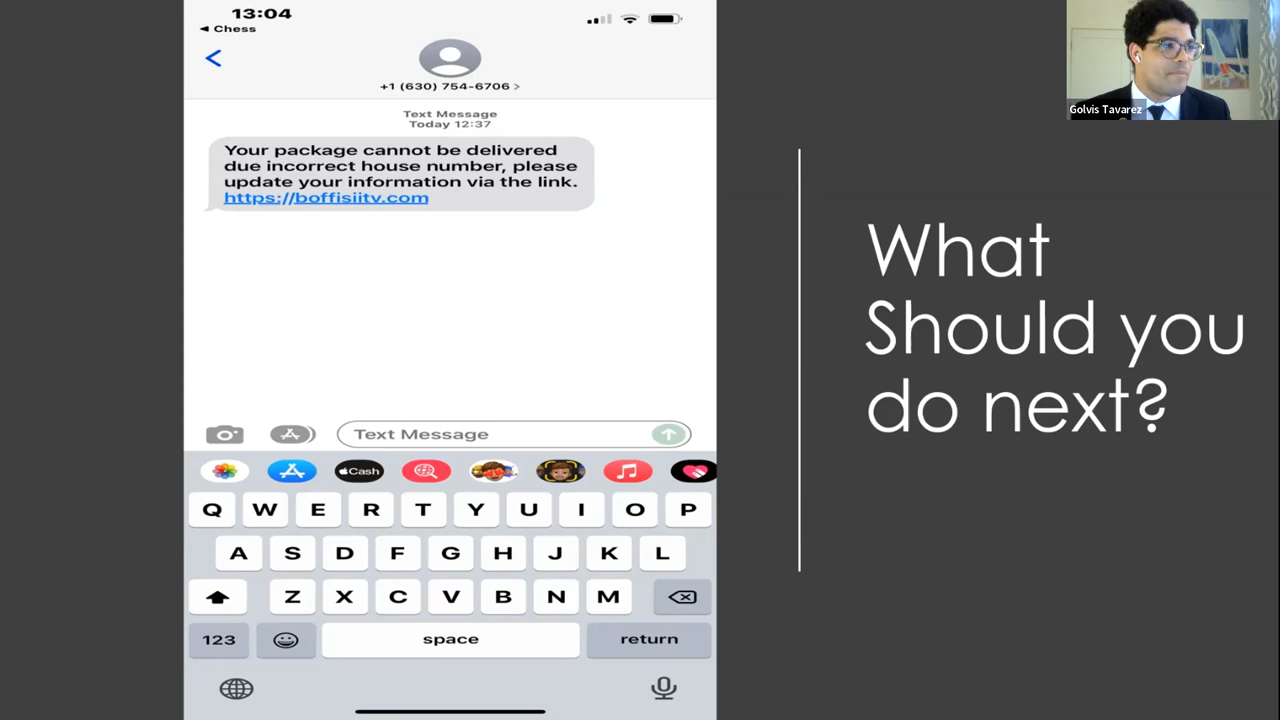 13:04
Chess
+1 (630) 754-6706
Text Message
Today 12:37
Your package cannot be delivered
due incorrect house number, please
update your information via the link.
https://boffisiitv.com
Text Message
Cash
Q W E R T Y U I O P
A S D F G H J K L
Z X C V B N M
123 space return
Golvis Tavarez
What
Should you
do next?